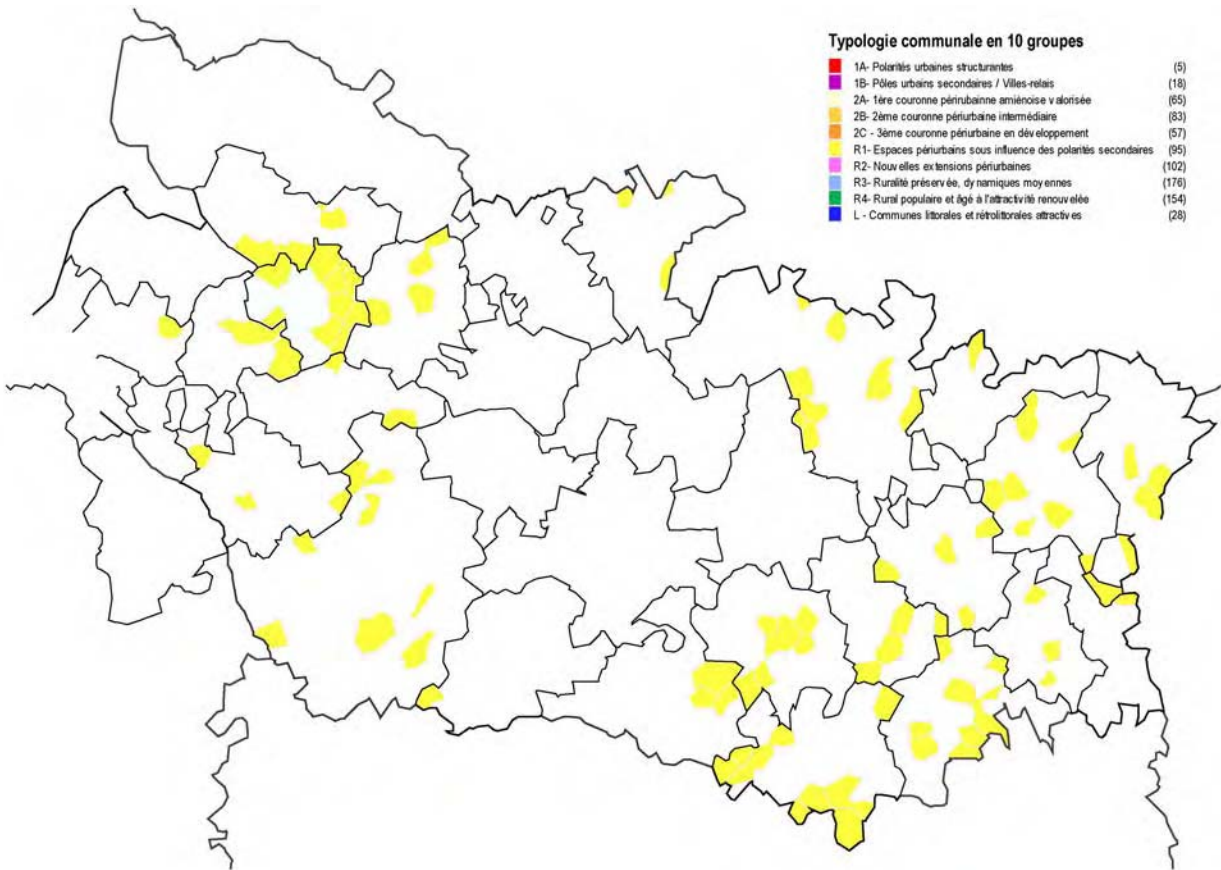 Typologie communale en 10 groupes
1A- Polarités urbaines structurantes (5)
1B- Pôles urbains secondaires / Villes-relais (18)
2A- 1ère couronne périrubainne amiénoise valorisée (65)
2B- 2ème couronne périurbaine intermédiaire (83)
2C - 3ème couronne périurbaine en développement (57)
R1- Espaces périurbains sous influence des polarités secondaires (95)
R2- Nouvelles extensions périurbaines (102)
R3- Ruralité préservée, dynamiques moyennes (176)
R4- Rural populaire et âgé à l'attractivité renouvelée (154)
L - Communes littorales et rétrolittorales attractives (28)